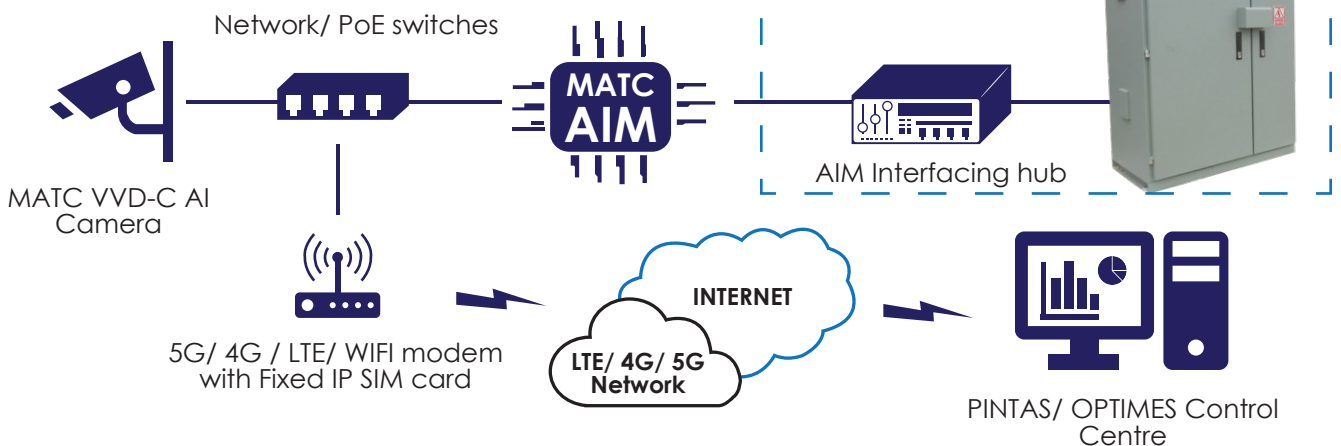 Network/ PoE switches
MATC
AIM
AIM Interfacing hub
MATC VVD-C AI
Camera
INTERNET
5G/ 4G / LTE/ WIFI modem
with Fixed IP SIM card
LTE/ 4G/ 5G
Network
PINTAS/ OPTIMES Control
Centre